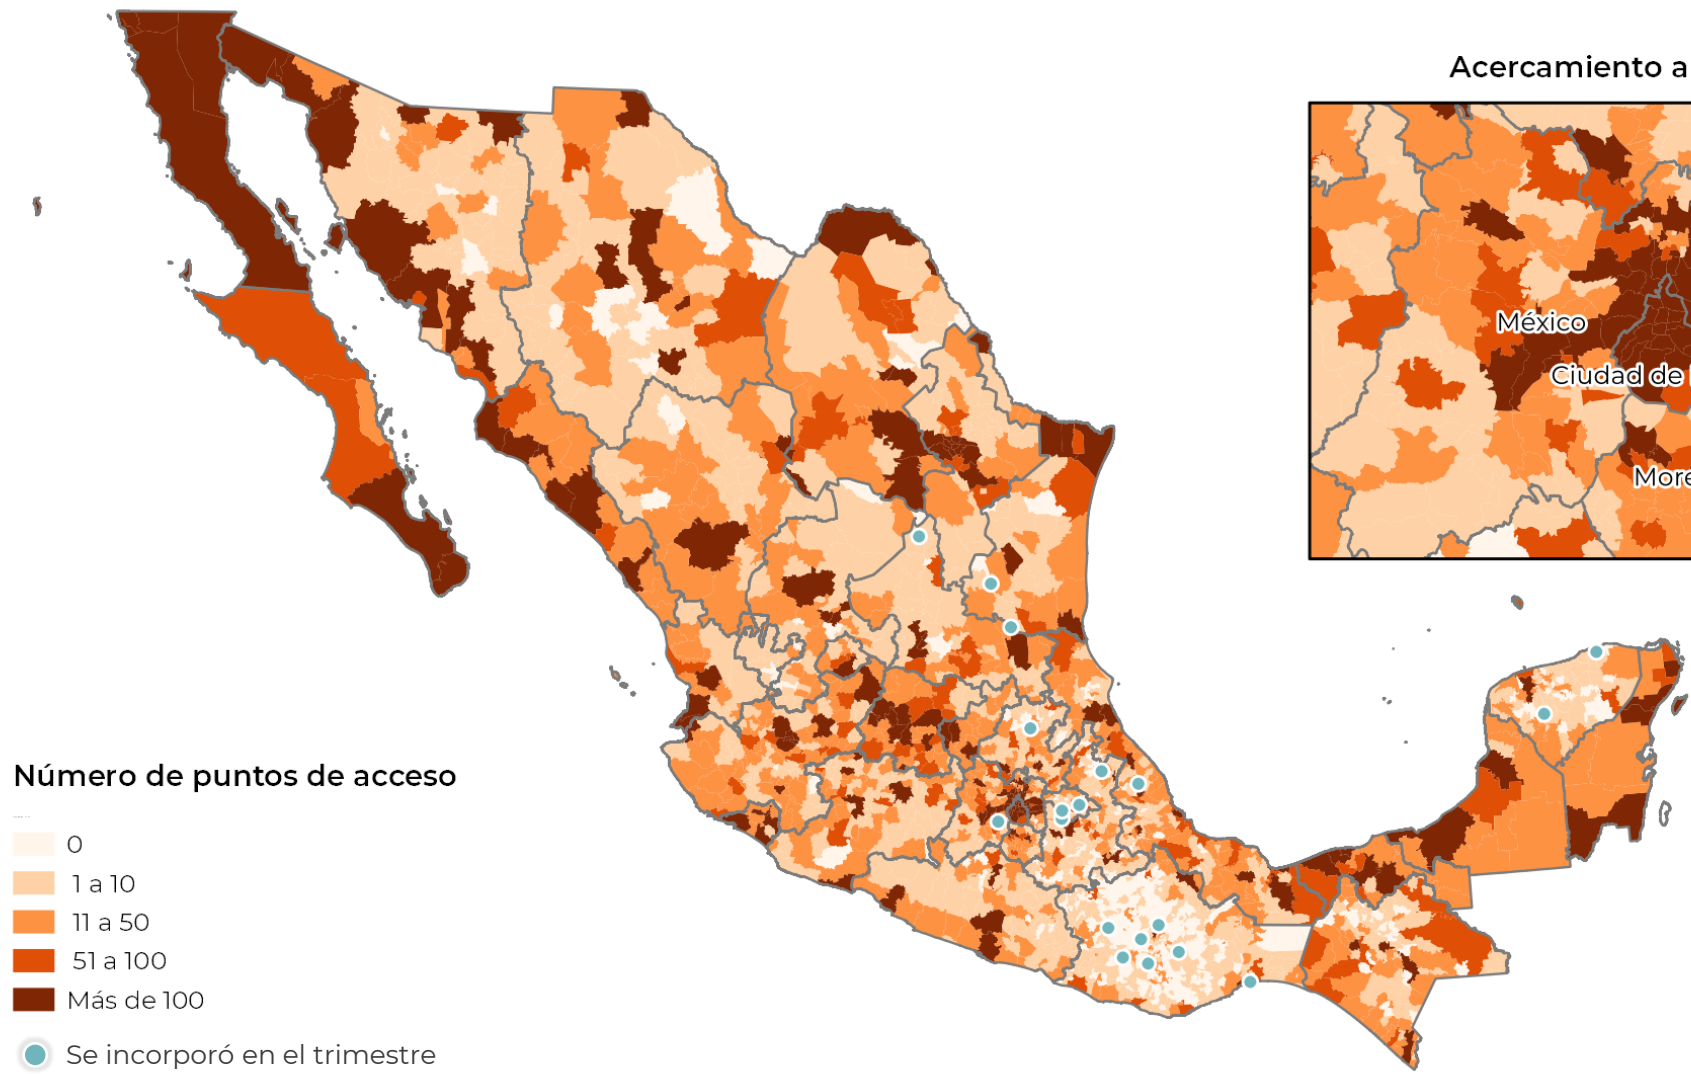 Acercamiento a
México
Ciudad de
More
Número de puntos de acceso
0
1 a 10
11 a 50
51 a 100
Más de 100
Se incorporó en el trimestre